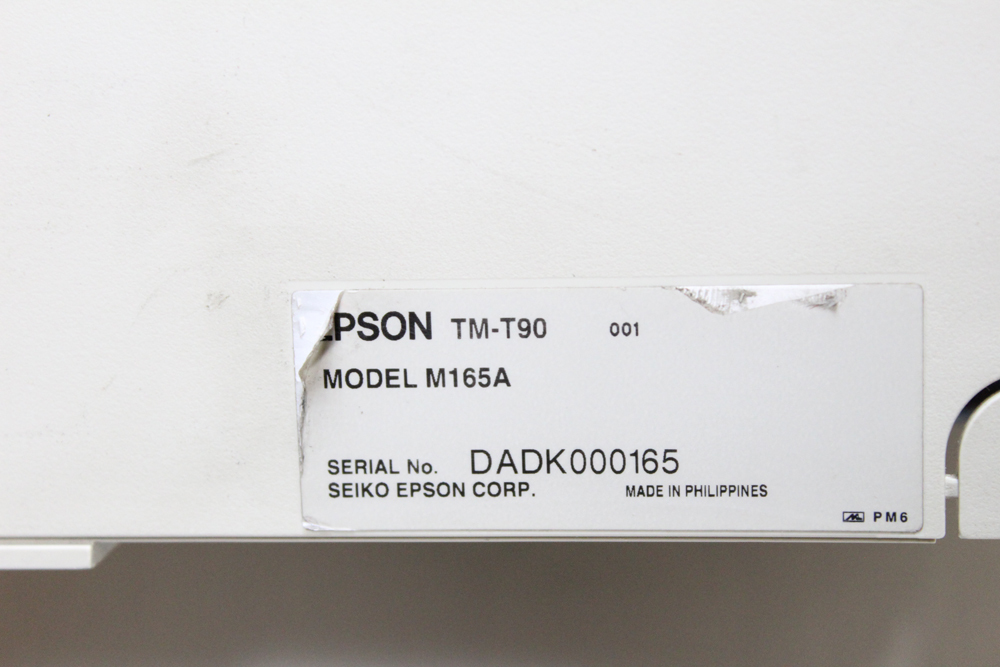 EPSON TM-T90 001
MODEL M165A
SERIAL No. DADK000165
SEIKO EPSON CORP. MADE IN PHILIPPINES
PM6